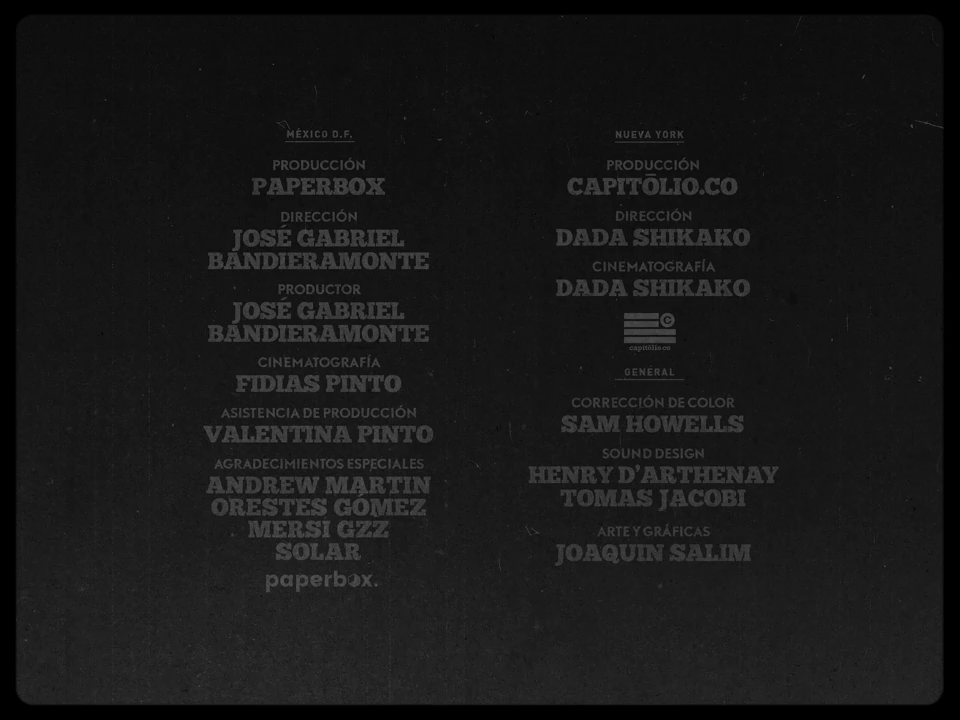 MÉXICO D.F.
PRODUCCIÓN
PAPERBOX
DIRECCIÓN
JOSÉ GABRIEL
BANDIERAMONTE
PRODUCTOR
JOSÉ GABRIEL
BANDIERAMONTE
CINEMATOGRAFÍA
FIDIAS PINTO
ASISTENCIA DE PRODUCCIÓN
VALENTINA PINTO
AGRADECIMIENTOS ESPECIALES
ANDREW MARTIN
ORESTES GÓMEZ
MERSI GZZ
SOLAR
paperbox.
NUEVA YORK
PRODUCCIÓN
CAPITŌLIO.CO
DIRECCIÓN
DADA SHIKAKO
CINEMATOGRAFÍA
DADA SHIKAKO
C
capitōlio.co
GENERAL
CORRECCIÓN DE COLOR
SAM HOWELLS
SOUND DESIGN
HENRY D'ARTHENAY
TOMAS JACOBI
ARTE Y GRÁFICAS
JOAQUIN SALIM